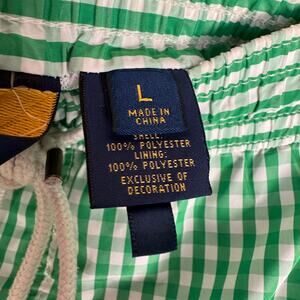 L
MADE IN
CHINA
SHELL:
100% POLYESTER
LINING:
100% POLYESTER
EXCLUSIVE OF
DECORATION